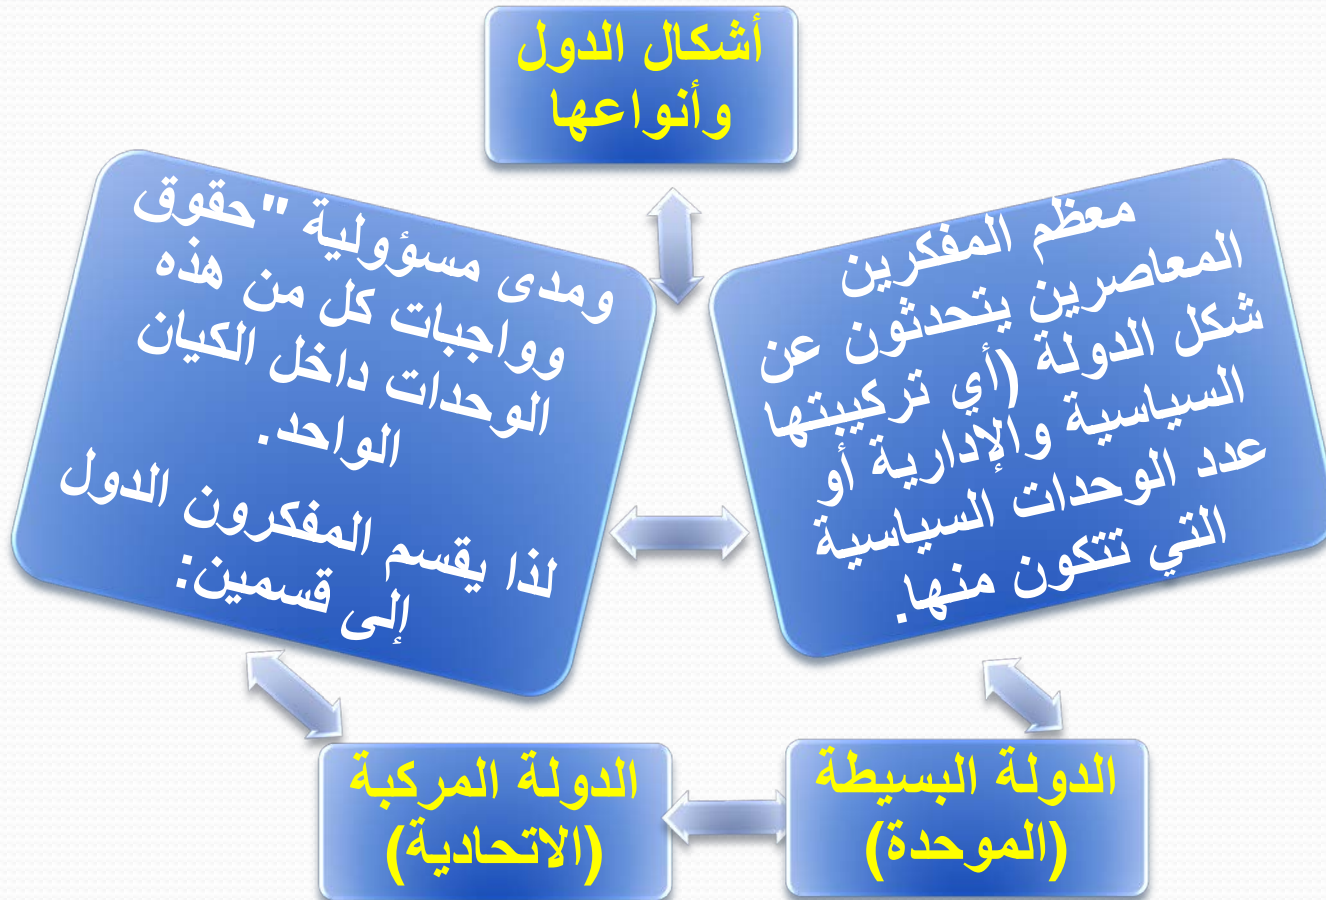 أشكال الدول
وأنواعها
معظم المفكرين
المعاصرين يتحدثون عن
شكل الدولة (أي تركيبتها
السياسية والإدارية أو
عدد الوحدات السياسية
التي تتكون منها.
ومدى مسؤولية "حقوق
وواجبات كل من هذه
الوحدات داخل الكيان
الواحد.
لذا يقسم المفكرون الدول
إلى قسمين:
الدولة البسيطة
(الموحدة)
الدولة المركبة
(الاتحادية)